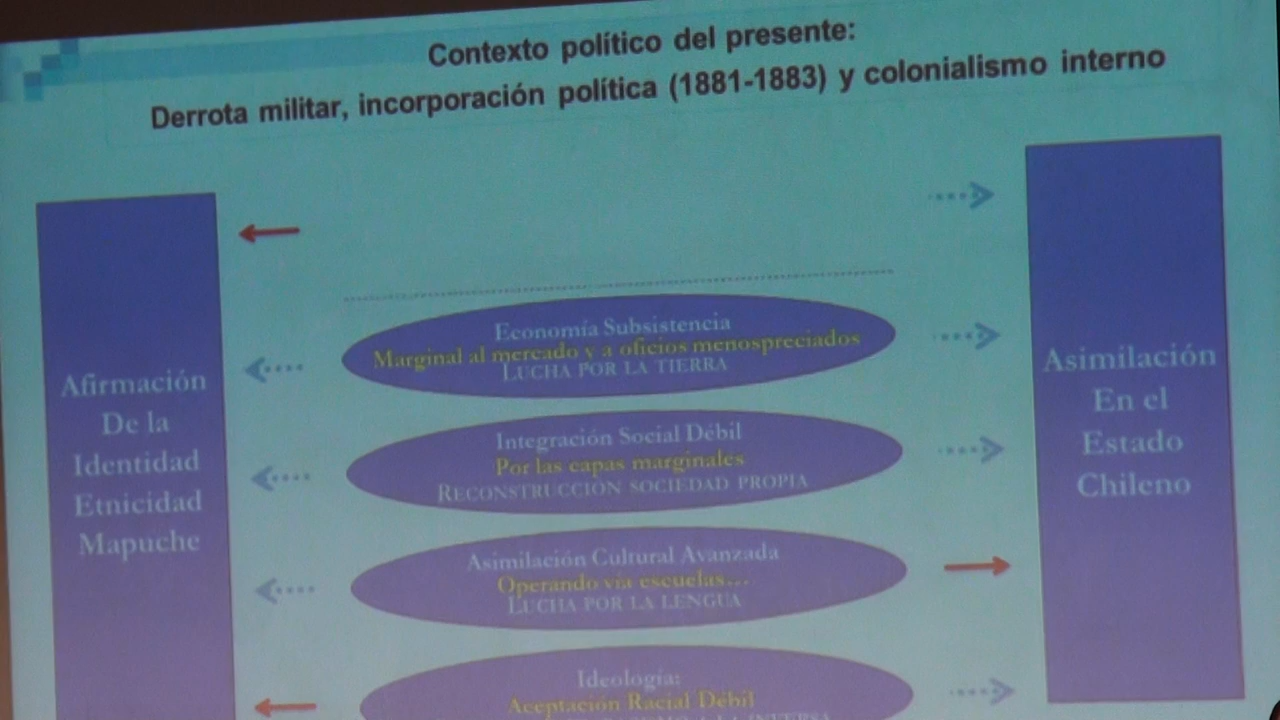 Contexto político del presente:
Derrota militar, incorporación política (1881-1883) y colonialismo interno
Afirmación
De la
Identidad
Etnicidad
Mapuche
Economía Subsistencia
Marginal al mercado y a oficios menospreciados
LUCHA POR LA TIERRA
Integración Social Débil
Por las capas marginales
RECONSTRUCCIÓN SOCIEDAD PROPIA
Asimilación Cultural Avanzada
Operando vía escuelas...
LUCHA POR LA LENGUA
Ideología:
Aceptación Racial Débil
A LA INVERSA
Asimilación
En el
Estado
Chileno